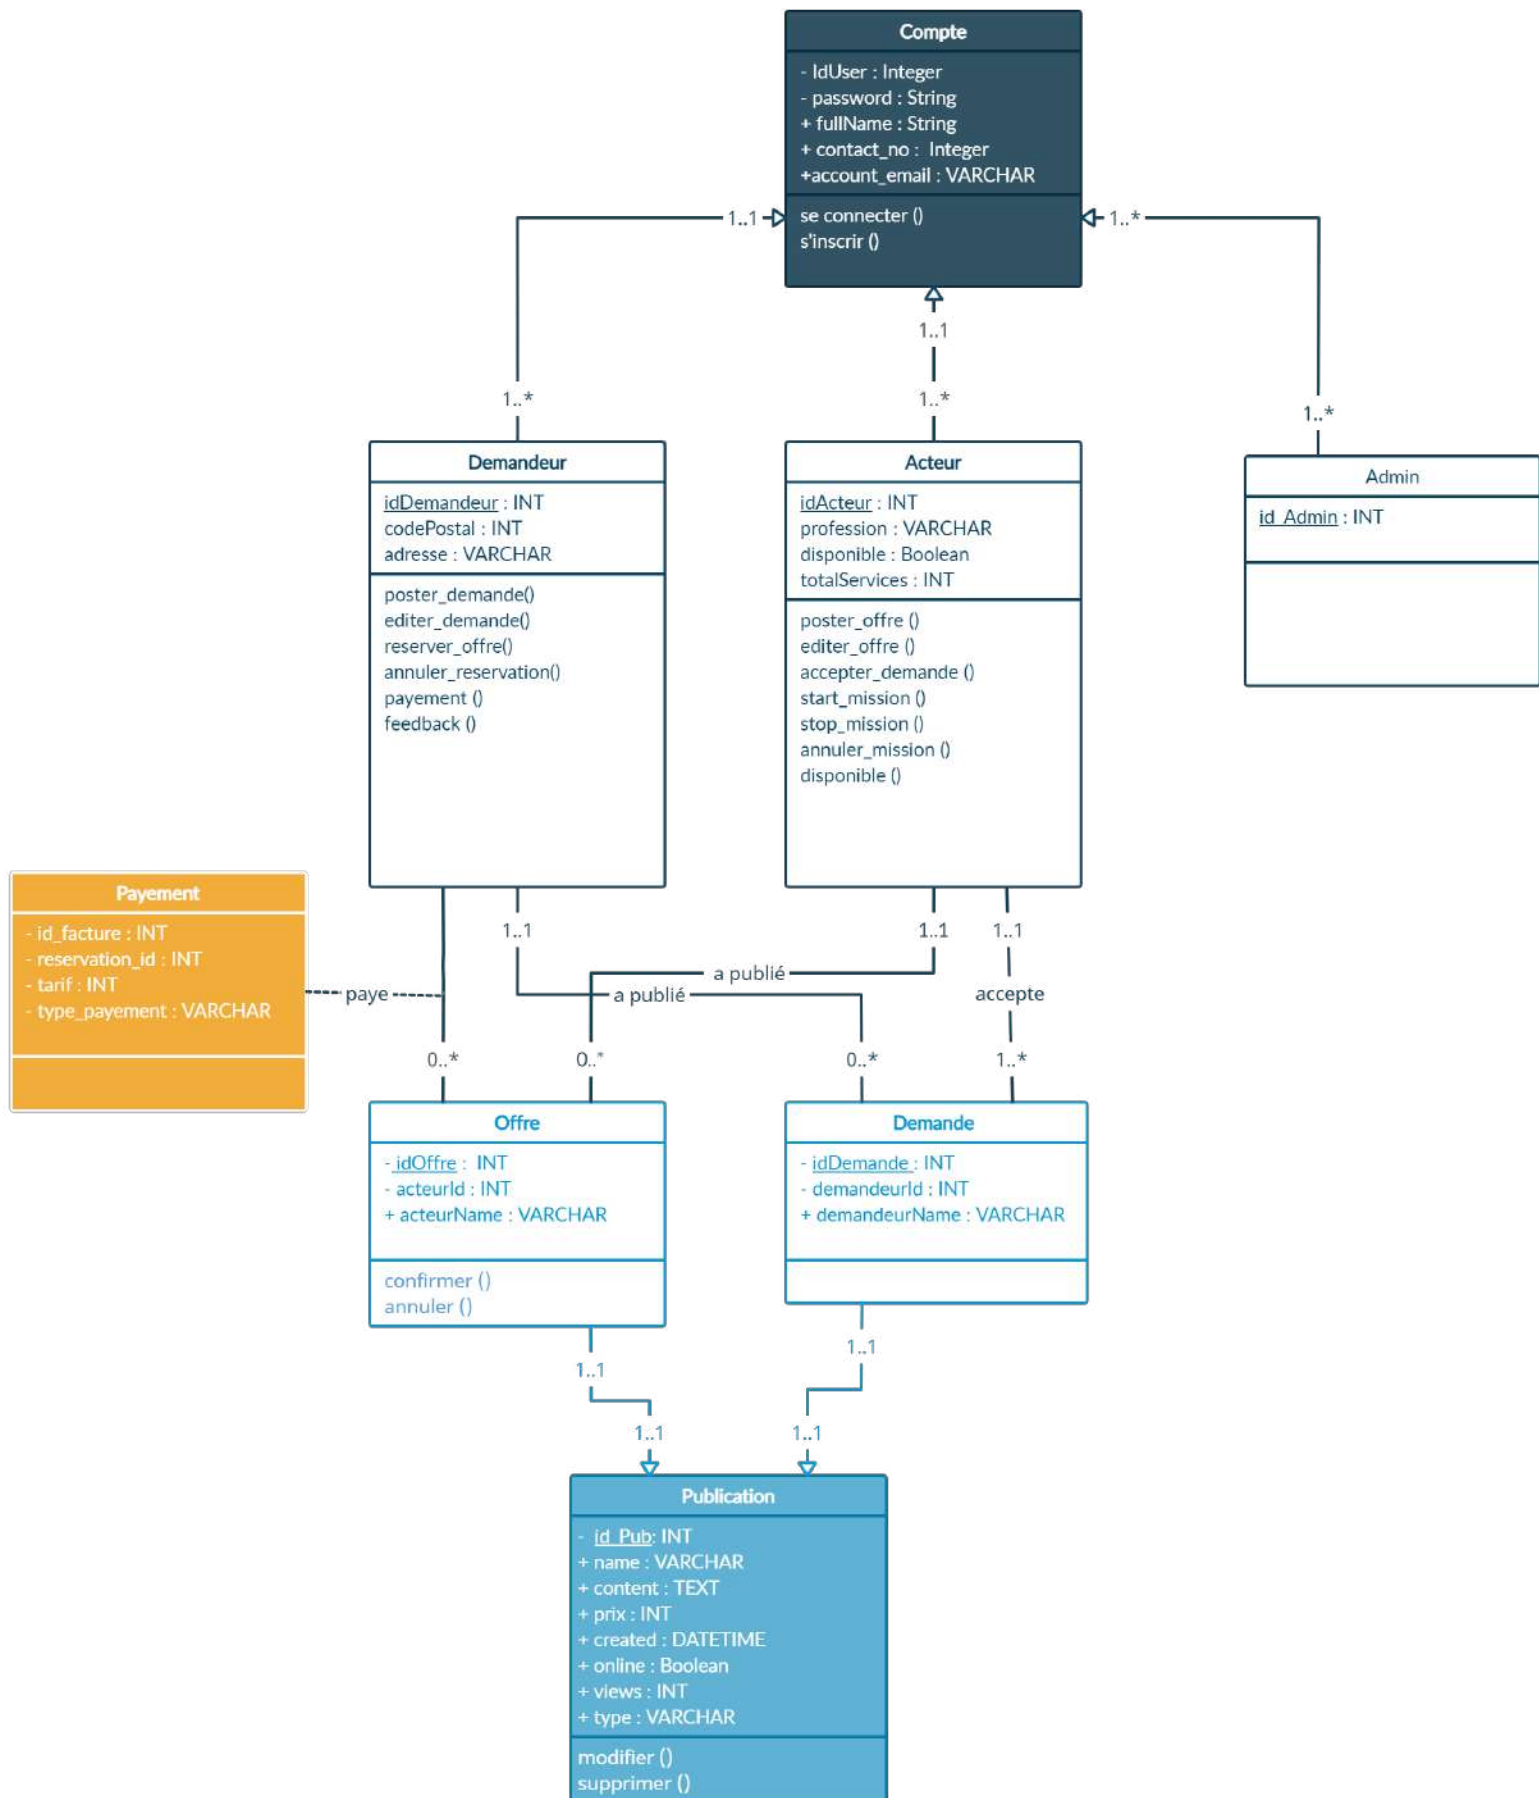 Compte
- IdUser : Integer
- password : String
+ fullName : String
+ contact_no : Integer
+account_email : VARCHAR
se connecter ()
s'inscrir ()
1..1
1..*
1..1
1..*
1..*
1..*
Demandeur
idDemandeur : INT
codePostal : INT
adresse : VARCHAR
poster_demande()
editer_demande()
reserver_offre()
annuler_reservation()
payement ()
feedback ()
Acteur
idActeur : INT
profession : VARCHAR
disponible : Boolean
totalServices : INT
poster_offre ()
editer_offre ()
accepter_demande ()
start_mission ()
stop_mission ()
annuler_mission ()
disponible ()
Admin
id_Admin : INT
Payement
- id_facture : INT
- reservation_id : INT
- tarif : INT
- type_payement : VARCHAR
1..1
1..1
1..1
a publié
paye
a publié
accepte
0..*
0..*
0..*
1..*
Offre
- idOffre : INT
- acteurId : INT
+ acteurName : VARCHAR
confirmer ()
annuler ()
Demande
- idDemande : INT
- demandeurId : INT
+ demandeurName : VARCHAR
1..1
1..1
1..1
1..1
Publication
- id_Pub: INT
+ name : VARCHAR
+ content : TEXT
+ prix : INT
+ created : DATETIME
+ online : Boolean
+ views : INT
+ type : VARCHAR
modifier ()
supprimer ()